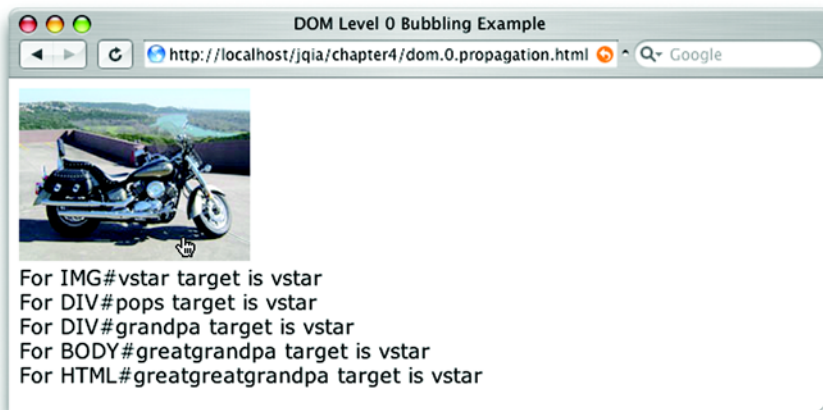 DOM Level 0 Bubbling Example
http://localhost/jqia/chapter4/dom.0.propagation.html
Google
For IMG#vstar target is vstar
For DIV#pops target is vstar
For DIV#grandpa target is vstar
For BODY#greatgrandpa target is vstar
For HTML#greatgreatgrandpa target is vstar